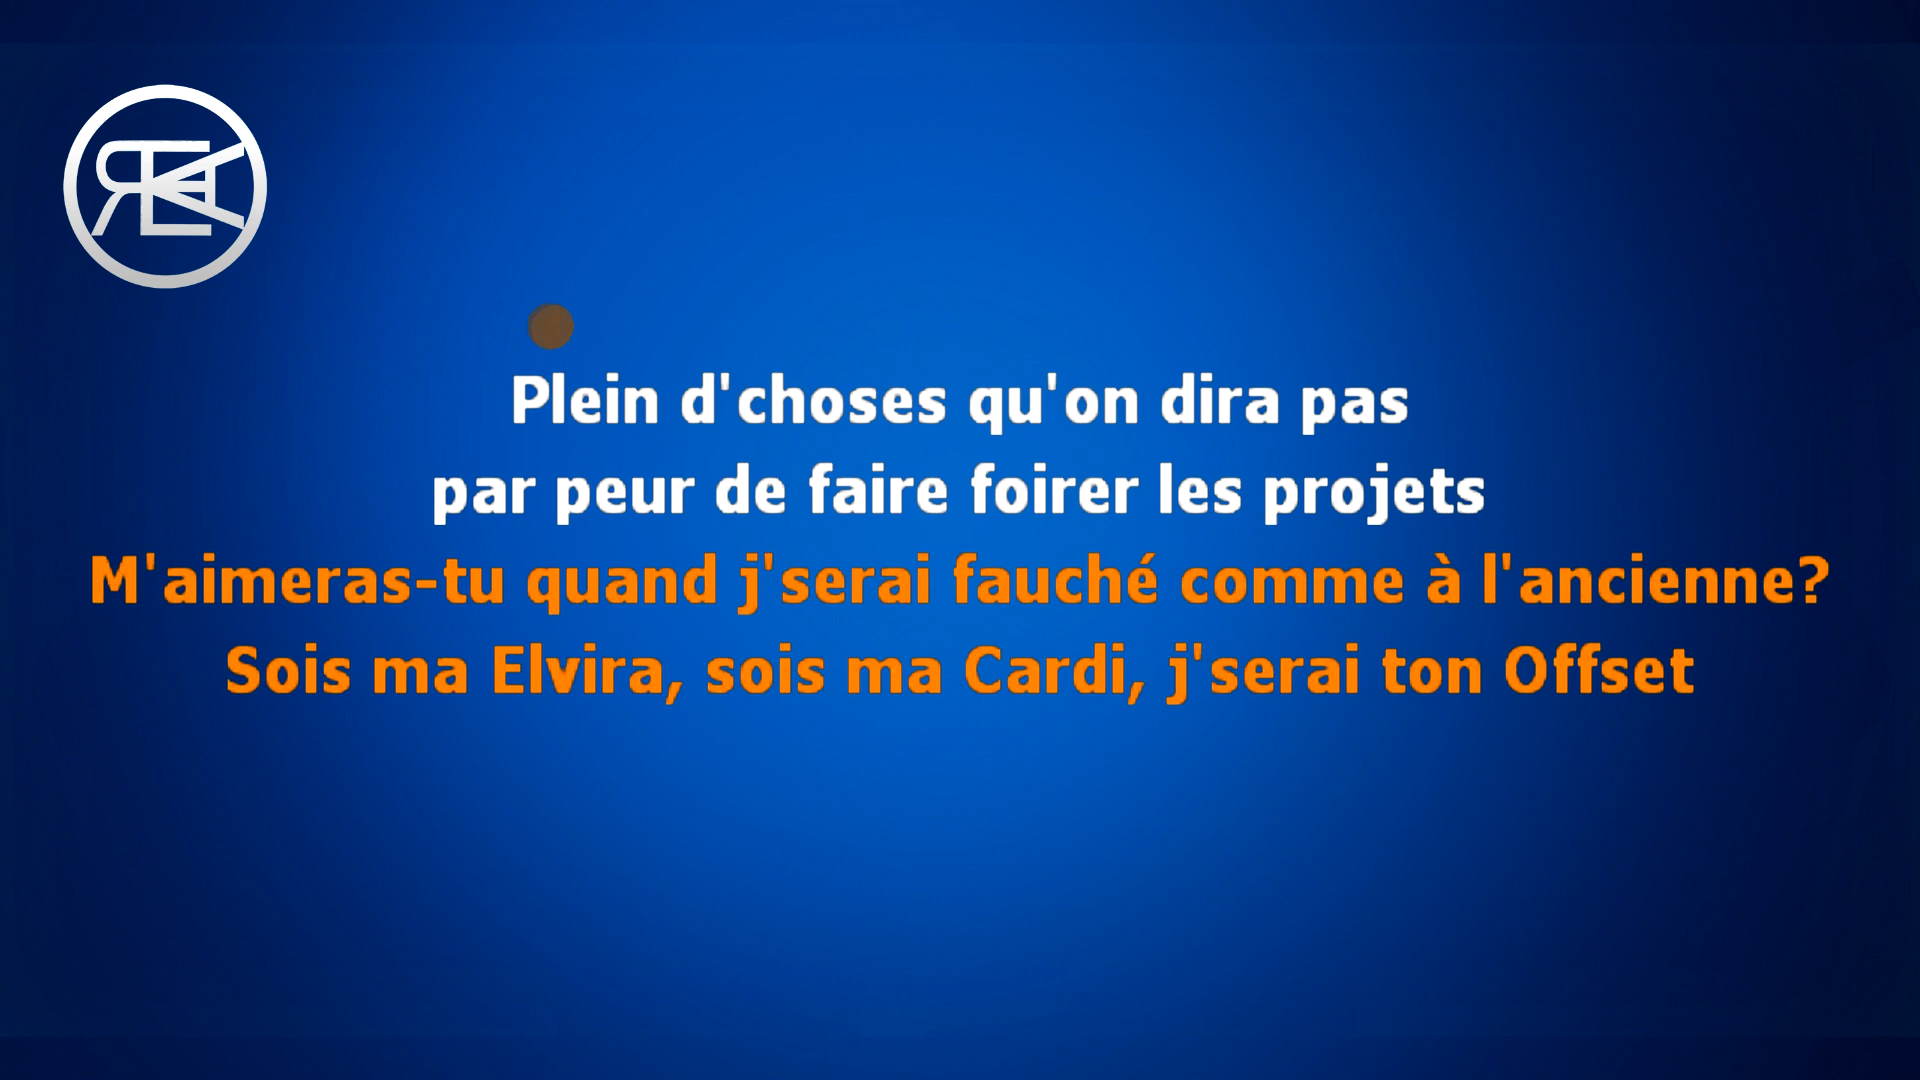 Plein d'choses qu'on dira pas
par peur de faire foirer les projets
M'aimeras-tu quand j'serai fauché comme à l'ancienne?
Sois ma Elvira, sois ma Cardi, j'serai ton Offset